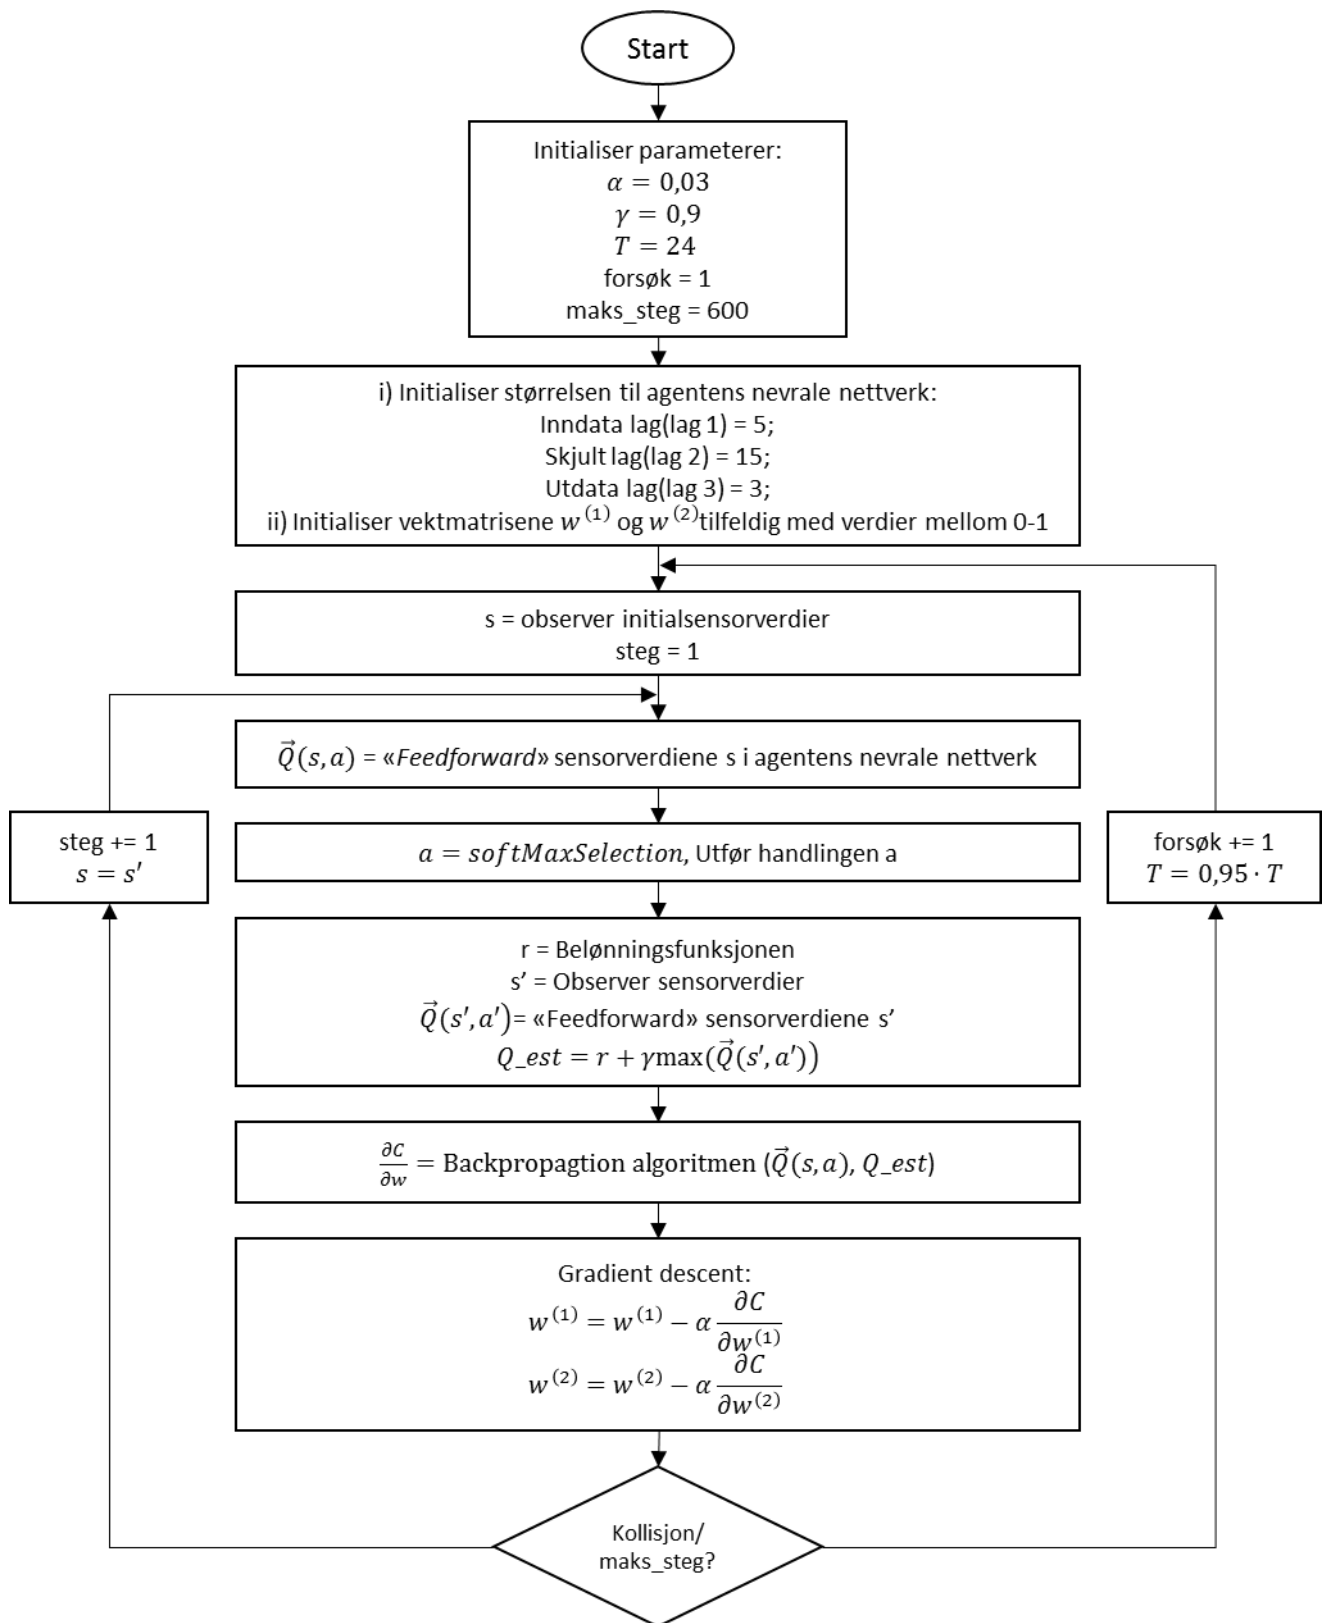 Start
Initialiser parameterer:
α = 0,03
γ = 0,9
T = 24
forsøk = 1
maks_steg = 600
i) Initialiser størrelsen til agentens nevrale nettverk:
Inndata lag(lag 1) = 5;
Skjult lag(lag 2) = 15;
Utdata lag(lag 3) = 3;
ii) Initialiser vektmatrisene w⁽¹⁾ og w⁽²⁾tilfeldig med verdier mellom 0-1
s = observer initialsensorverdier
steg = 1
Q⃗(s, a) = «Feedforward» sensorverdiene s i agentens nevrale nettverk
steg += 1
s = s′
a = softMaxSelection, Utfør handlingen a
forsøk += 1
T = 0,95 · T
r = Belønningsfunksjonen
s’ = Observer sensorverdier
Q⃗(s′, a′)= «Feedforward» sensorverdiene s’
Q_est = r + γmax(Q⃗(s′, a′))
∂C/∂w = Backpropagtion algoritmen (Q⃗(s, a), Q_est)
Gradient descent:
w⁽¹⁾ = w⁽¹⁾ − α ∂C/∂w⁽¹⁾
w⁽²⁾ = w⁽²⁾ − α ∂C/∂w⁽²⁾
Kollisjon/
maks_steg?